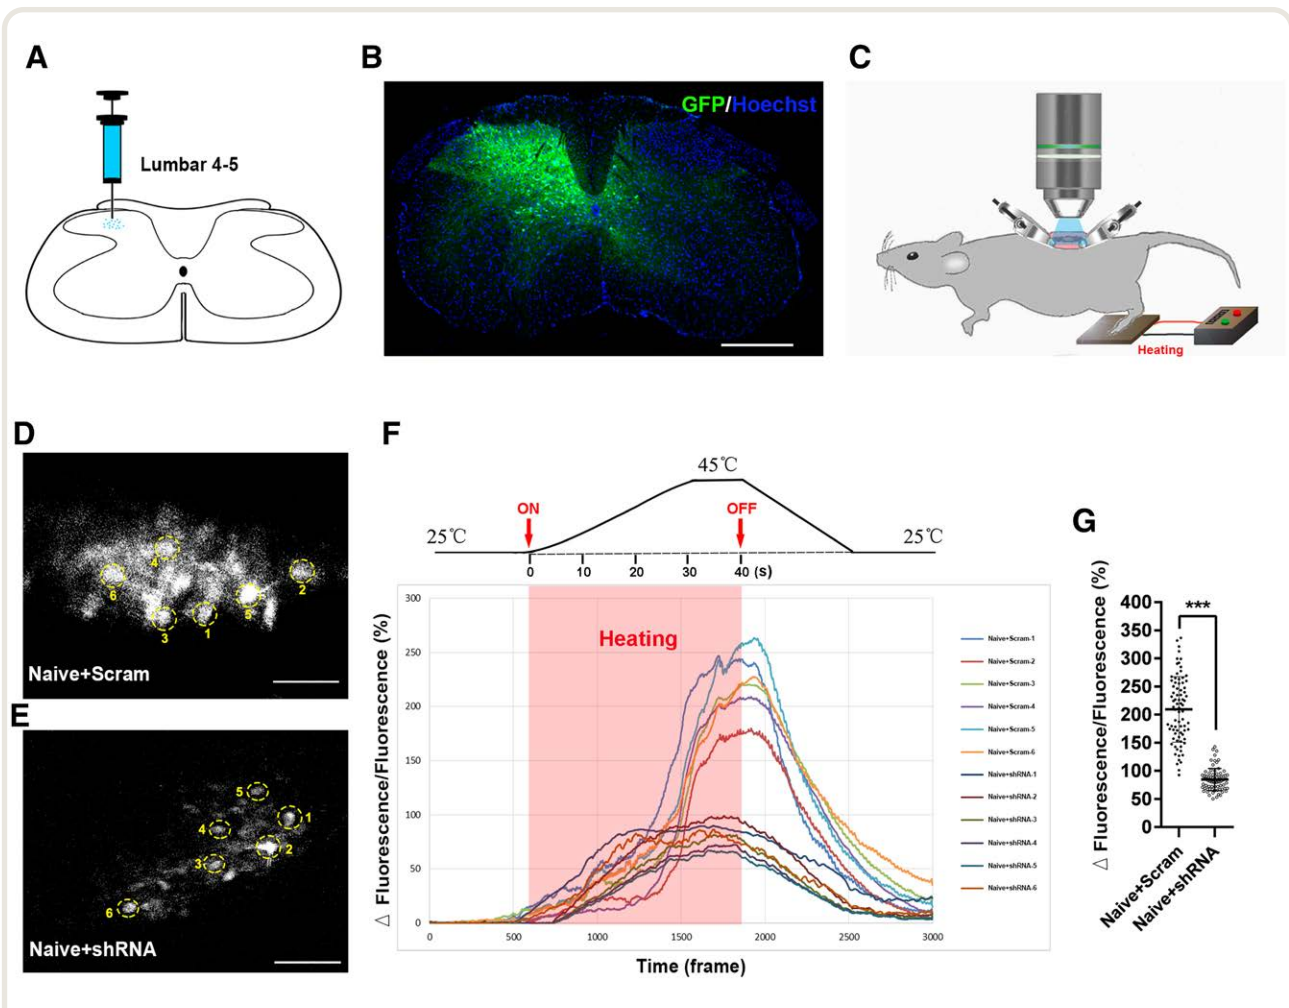 A
Lumbar 4-5
B
GFP/Hoechst
C
Heating
D
4
6
2
5
3
1
Naive+Scram
E
5
1
4
2
3
6
Naive+shRNA
F
45℃
ON
OFF
25℃
25℃
0
10
20
30
40 (s)
△ Fluorescence/Fluorescence (%)
300
250
200
150
100
50
0
Heating
0
500
1000
1500
2000
2500
3000
Time (frame)
Naive+Scram-1
Naive+Scram-2
Naive+Scram-3
Naive+Scram-4
Naive+Scram-5
Naive+Scram-6
Naive+shRNA-1
Naive+shRNA-2
Naive+shRNA-3
Naive+shRNA-4
Naive+shRNA-5
Naive+shRNA-6
G
△ Fluorescence/Fluorescence (%)
400
350
300
250
200
150
100
50
0
***
Naive+Scram
Naive+shRNA